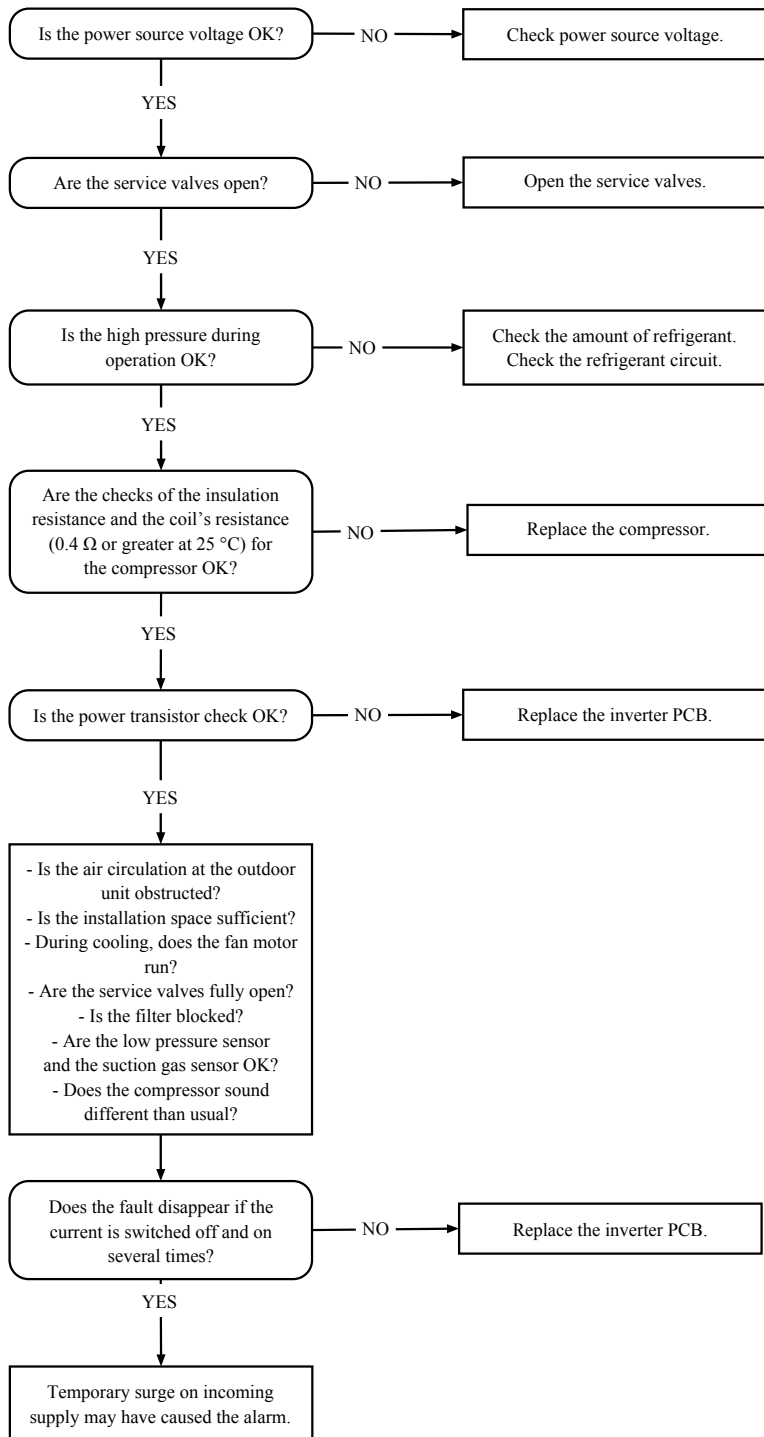 Is the power source voltage OK?
NO
Check power source voltage.
YES
Are the service valves open?
NO
Open the service valves.
YES
Is the high pressure during
operation OK?
NO
Check the amount of refrigerant.
Check the refrigerant circuit.
YES
Are the checks of the insulation
resistance and the coil's resistance
(0.4 Ω or greater at 25 °C) for
the compressor OK?
NO
Replace the compressor.
YES
Is the power transistor check OK?
NO
Replace the inverter PCB.
YES
- Is the air circulation at the outdoor
unit obstructed?
- Is the installation space sufficient?
- During cooling, does the fan motor
run?
- Are the service valves fully open?
- Is the filter blocked?
- Are the low pressure sensor
and the suction gas sensor OK?
- Does the compressor sound
different than usual?
Does the fault disappear if the
current is switched off and on
several times?
NO
Replace the inverter PCB.
YES
Temporary surge on incoming
supply may have caused the alarm.